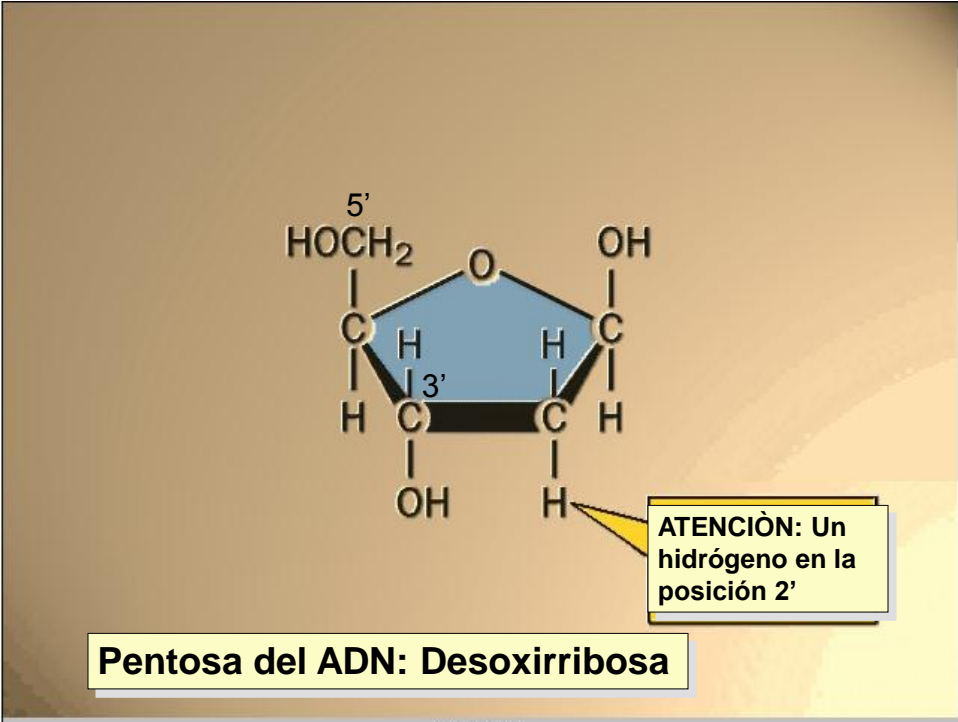 5’
HOCH2 O OH
C H H C
3’
H C C H
OH H
ATENCIÒN: Un
hidrógeno en la
posición 2’
Pentosa del ADN: Desoxirribosa